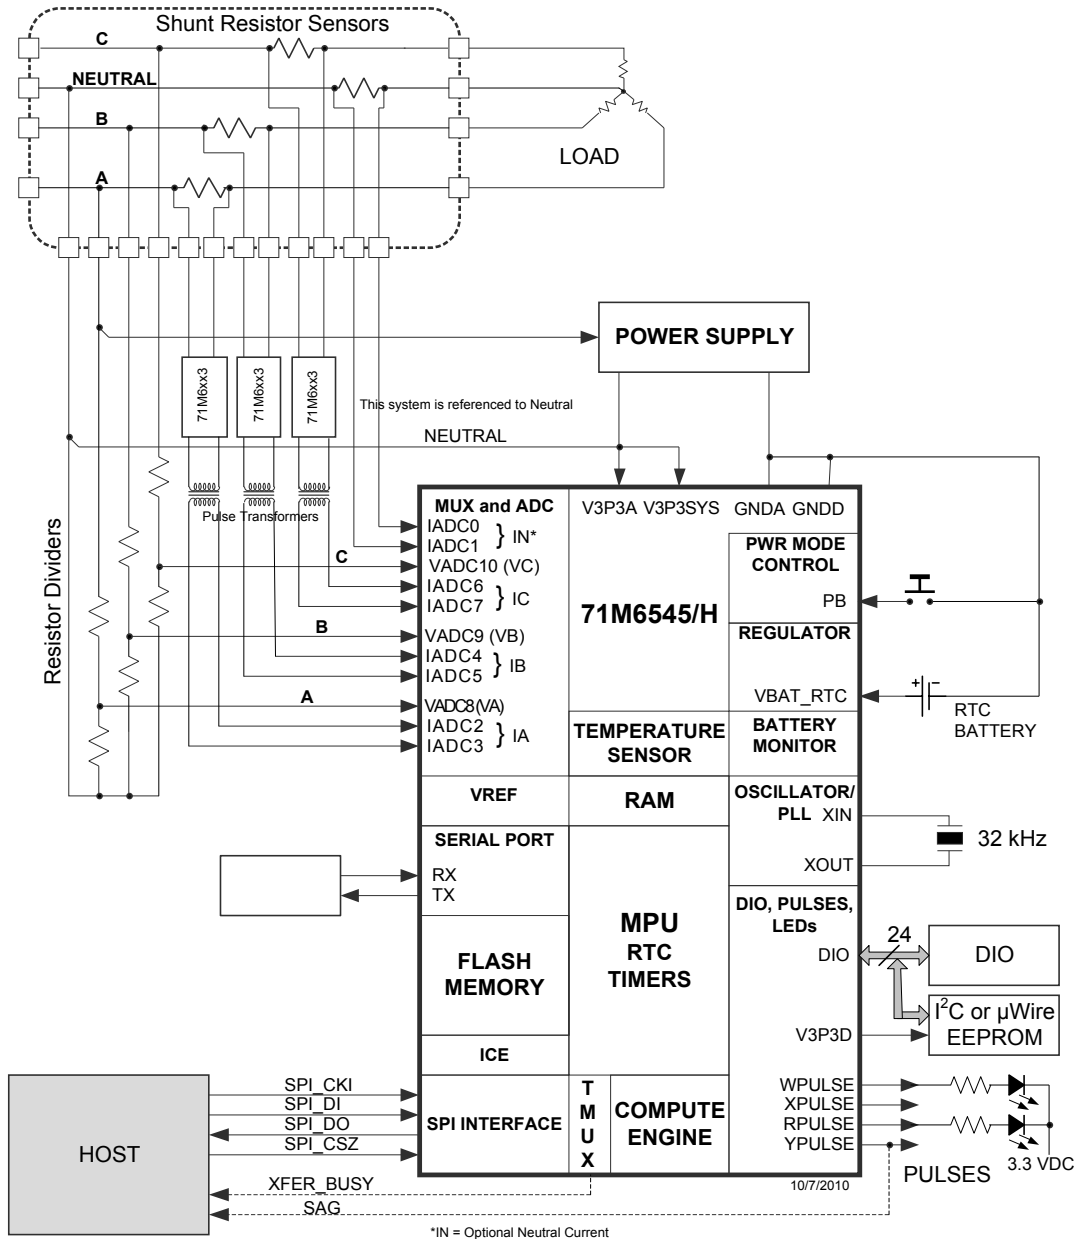 Shunt Resistor Sensors
C
NEUTRAL
B
A
LOAD
POWER SUPPLY
71M6xx3
71M6xx3
71M6xx3
This system is referenced to Neutral
NEUTRAL
Pulse Transformers
Resistor Dividers
C
B
A
MUX and ADC
IADC0
IADC1
} IN*
VADC10 (VC)
IADC6
IADC7
} IC
VADC9 (VB)
IADC4
IADC5
} IB
VADC8(VA)
IADC2
IADC3
} IA
V3P3A V3P3SYS GNDA GNDD
71M6545/H
PWR MODE
CONTROL
PB
REGULATOR
VBAT_RTC
+ –
RTC
BATTERY
TEMPERATURE
SENSOR
BATTERY
MONITOR
VREF
RAM
OSCILLATOR/
PLL XIN
XOUT
32 kHz
SERIAL PORT
RX
TX
MPU
RTC
TIMERS
DIO, PULSES,
LEDs
DIO
24
DIO
I²C or µWire
EEPROM
V3P3D
FLASH
MEMORY
ICE
SPI INTERFACE
TMUX
COMPUTE
ENGINE
WPULSE
XPULSE
RPULSE
YPULSE
PULSES
3.3 VDC
10/7/2010
HOST
SPI_CKI
SPI_DI
SPI_DO
SPI_CSZ
XFER_BUSY
SAG
*IN = Optional Neutral Current